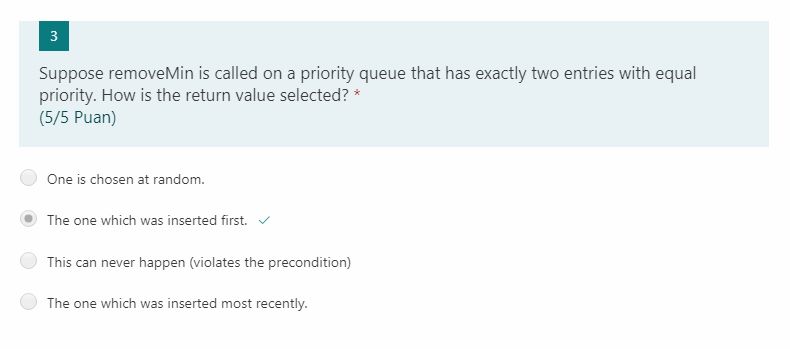 3
Suppose removeMin is called on a priority queue that has exactly two entries with equal
priority. How is the return value selected? *
(5/5 Puan)
One is chosen at random.
The one which was inserted first.
This can never happen (violates the precondition)
The one which was inserted most recently.